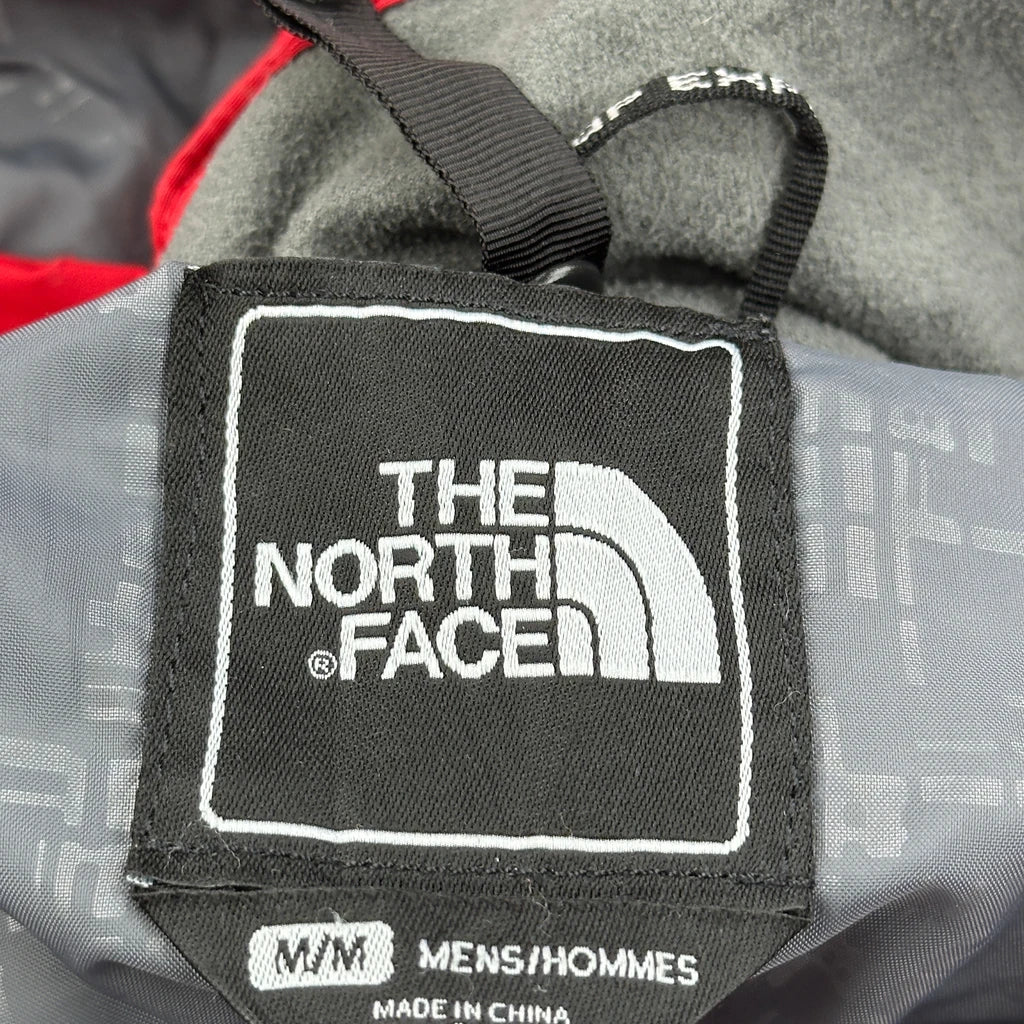 THE
NORTH
FACE
®
M/M MENS/HOMMES
MADE IN CHINA